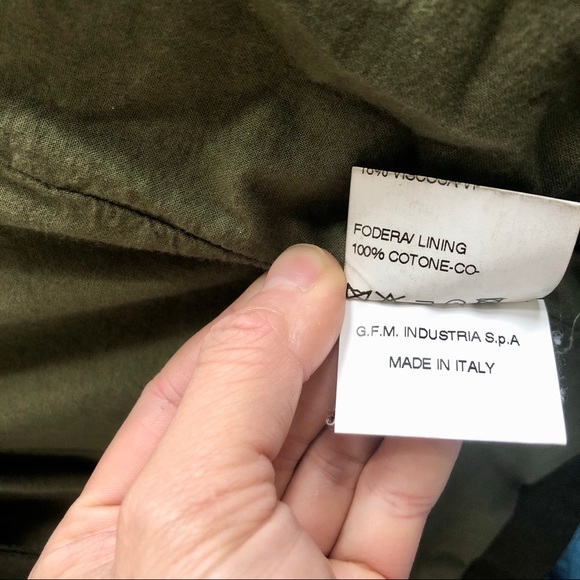 FODERA/ LINING
100% COTONE-CO-
G.F.M. INDUSTRIA S.p.A
MADE IN ITALY